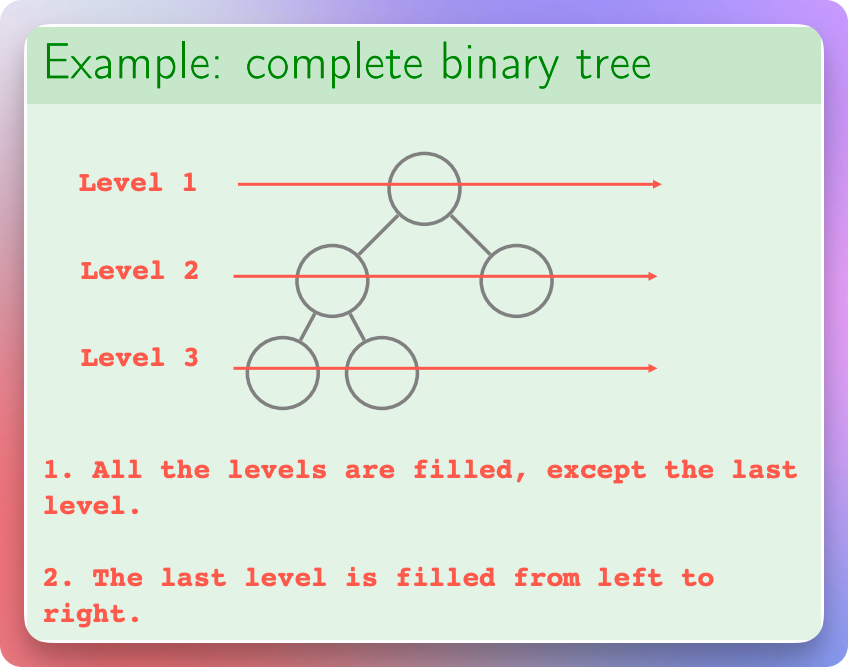 Example: complete binary tree
Level 1
Level 2
Level 3
1. All the levels are filled, except the last
level.
2. The last level is filled from left to
right.